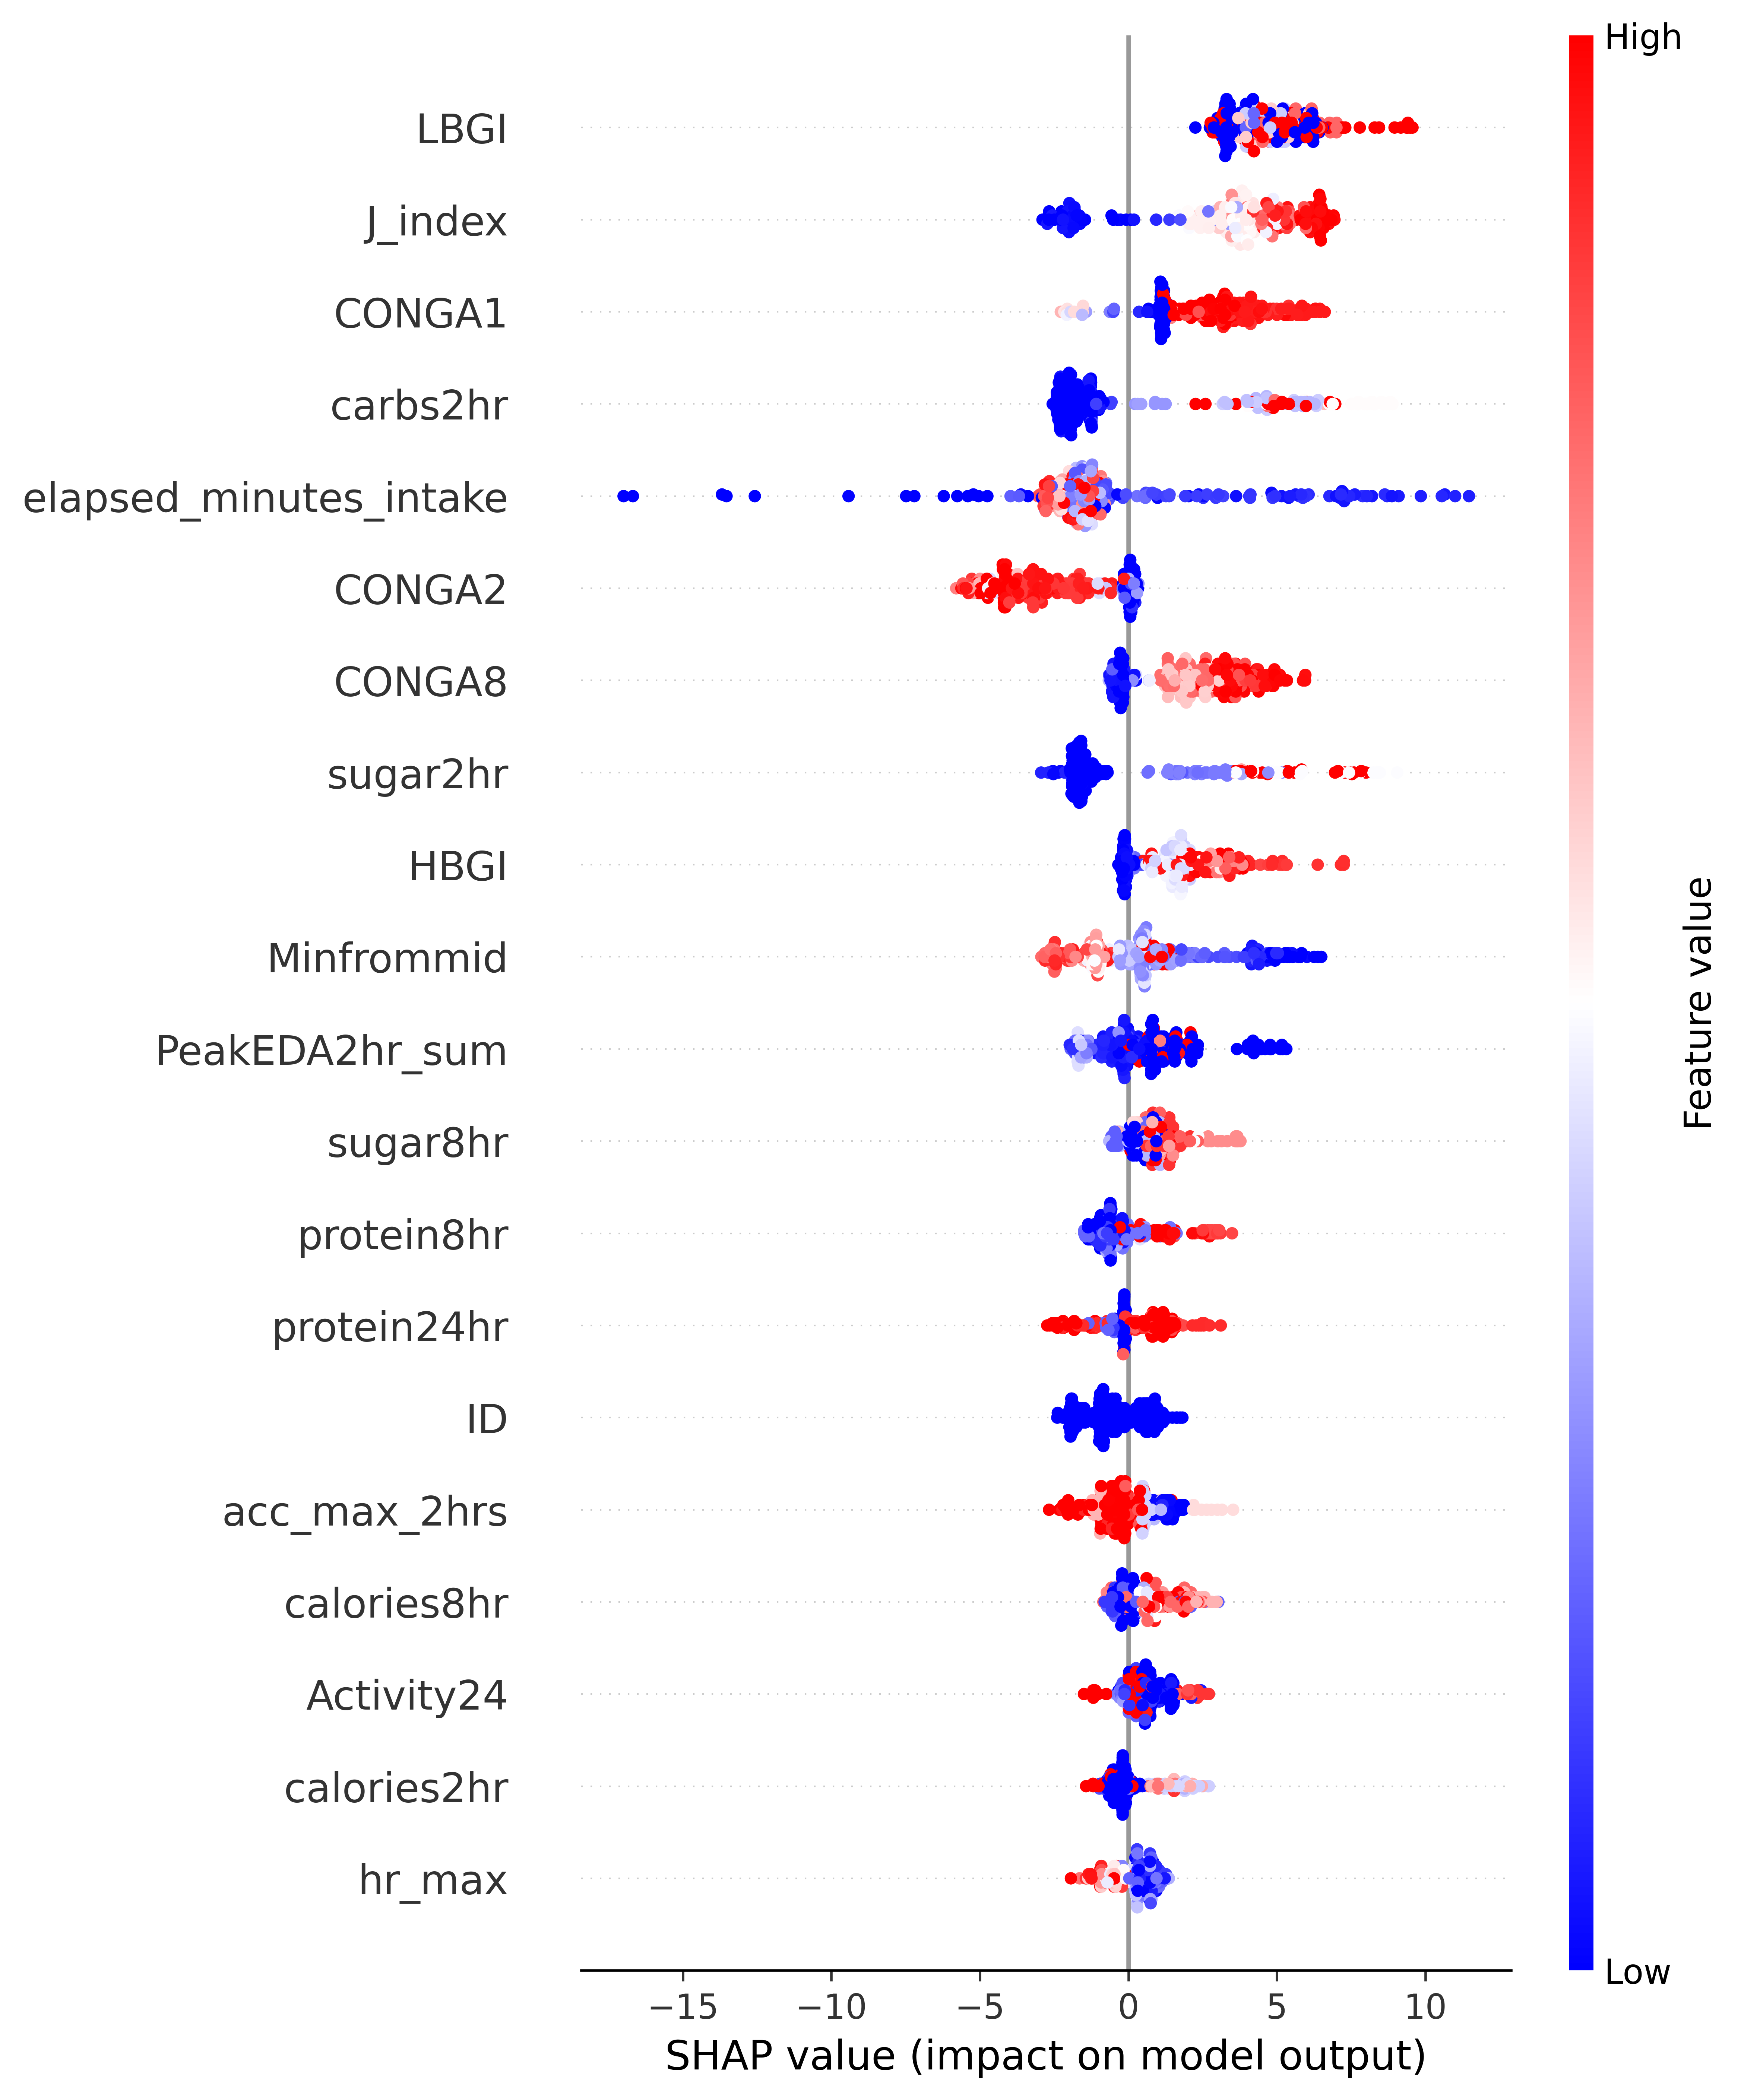 High
LBGI
J_index
CONGA1
carbs2hr
elapsed_minutes_intake
CONGA2
CONGA8
sugar2hr
HBGI
Minfrommid
PeakEDA2hr_sum
sugar8hr
protein8hr
protein24hr
ID
acc_max_2hrs
calories8hr
Activity24
calories2hr
hr_max
Feature value
Low
−15 −10 −5 0 5 10
SHAP value (impact on model output)